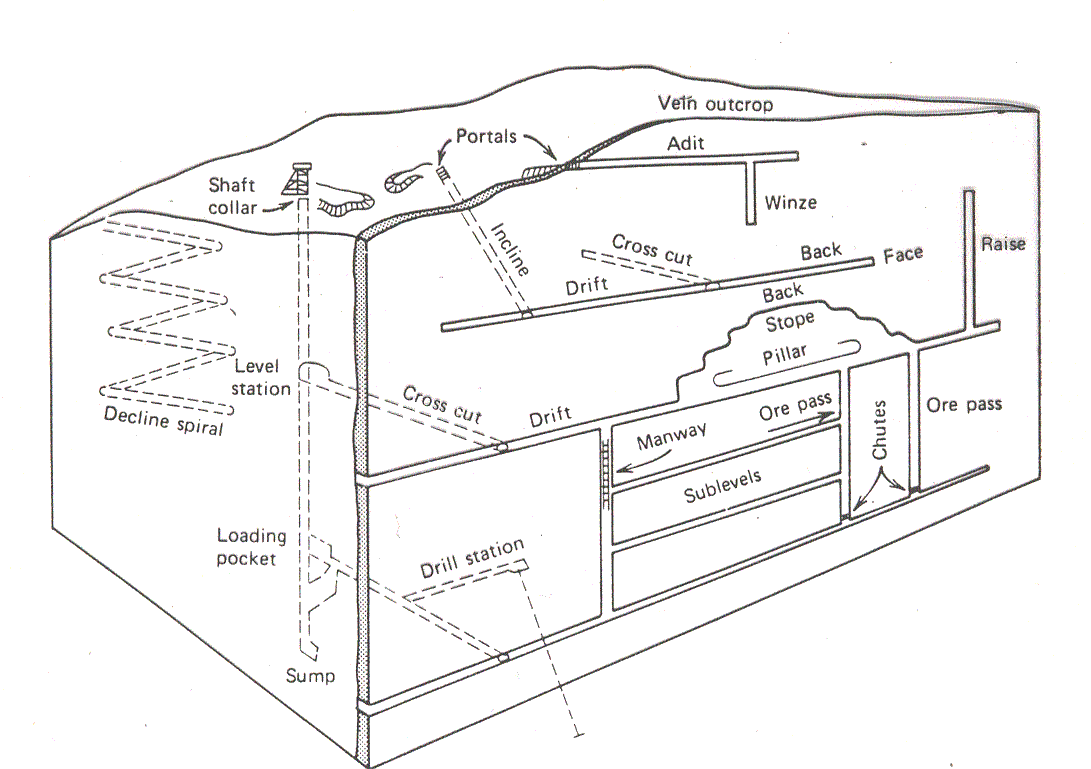 Vein outcrop
Portals
Adit
Shaft
collar
Winze
Incline
Cross cut
Back
Face
Raise
Drift
Back
Stope
Pillar
Level
station
Decline spiral
Cross cut
Drift
Manway
Ore pass
Chutes
Ore pass
Sublevels
Loading
pocket
Drill station
Sump